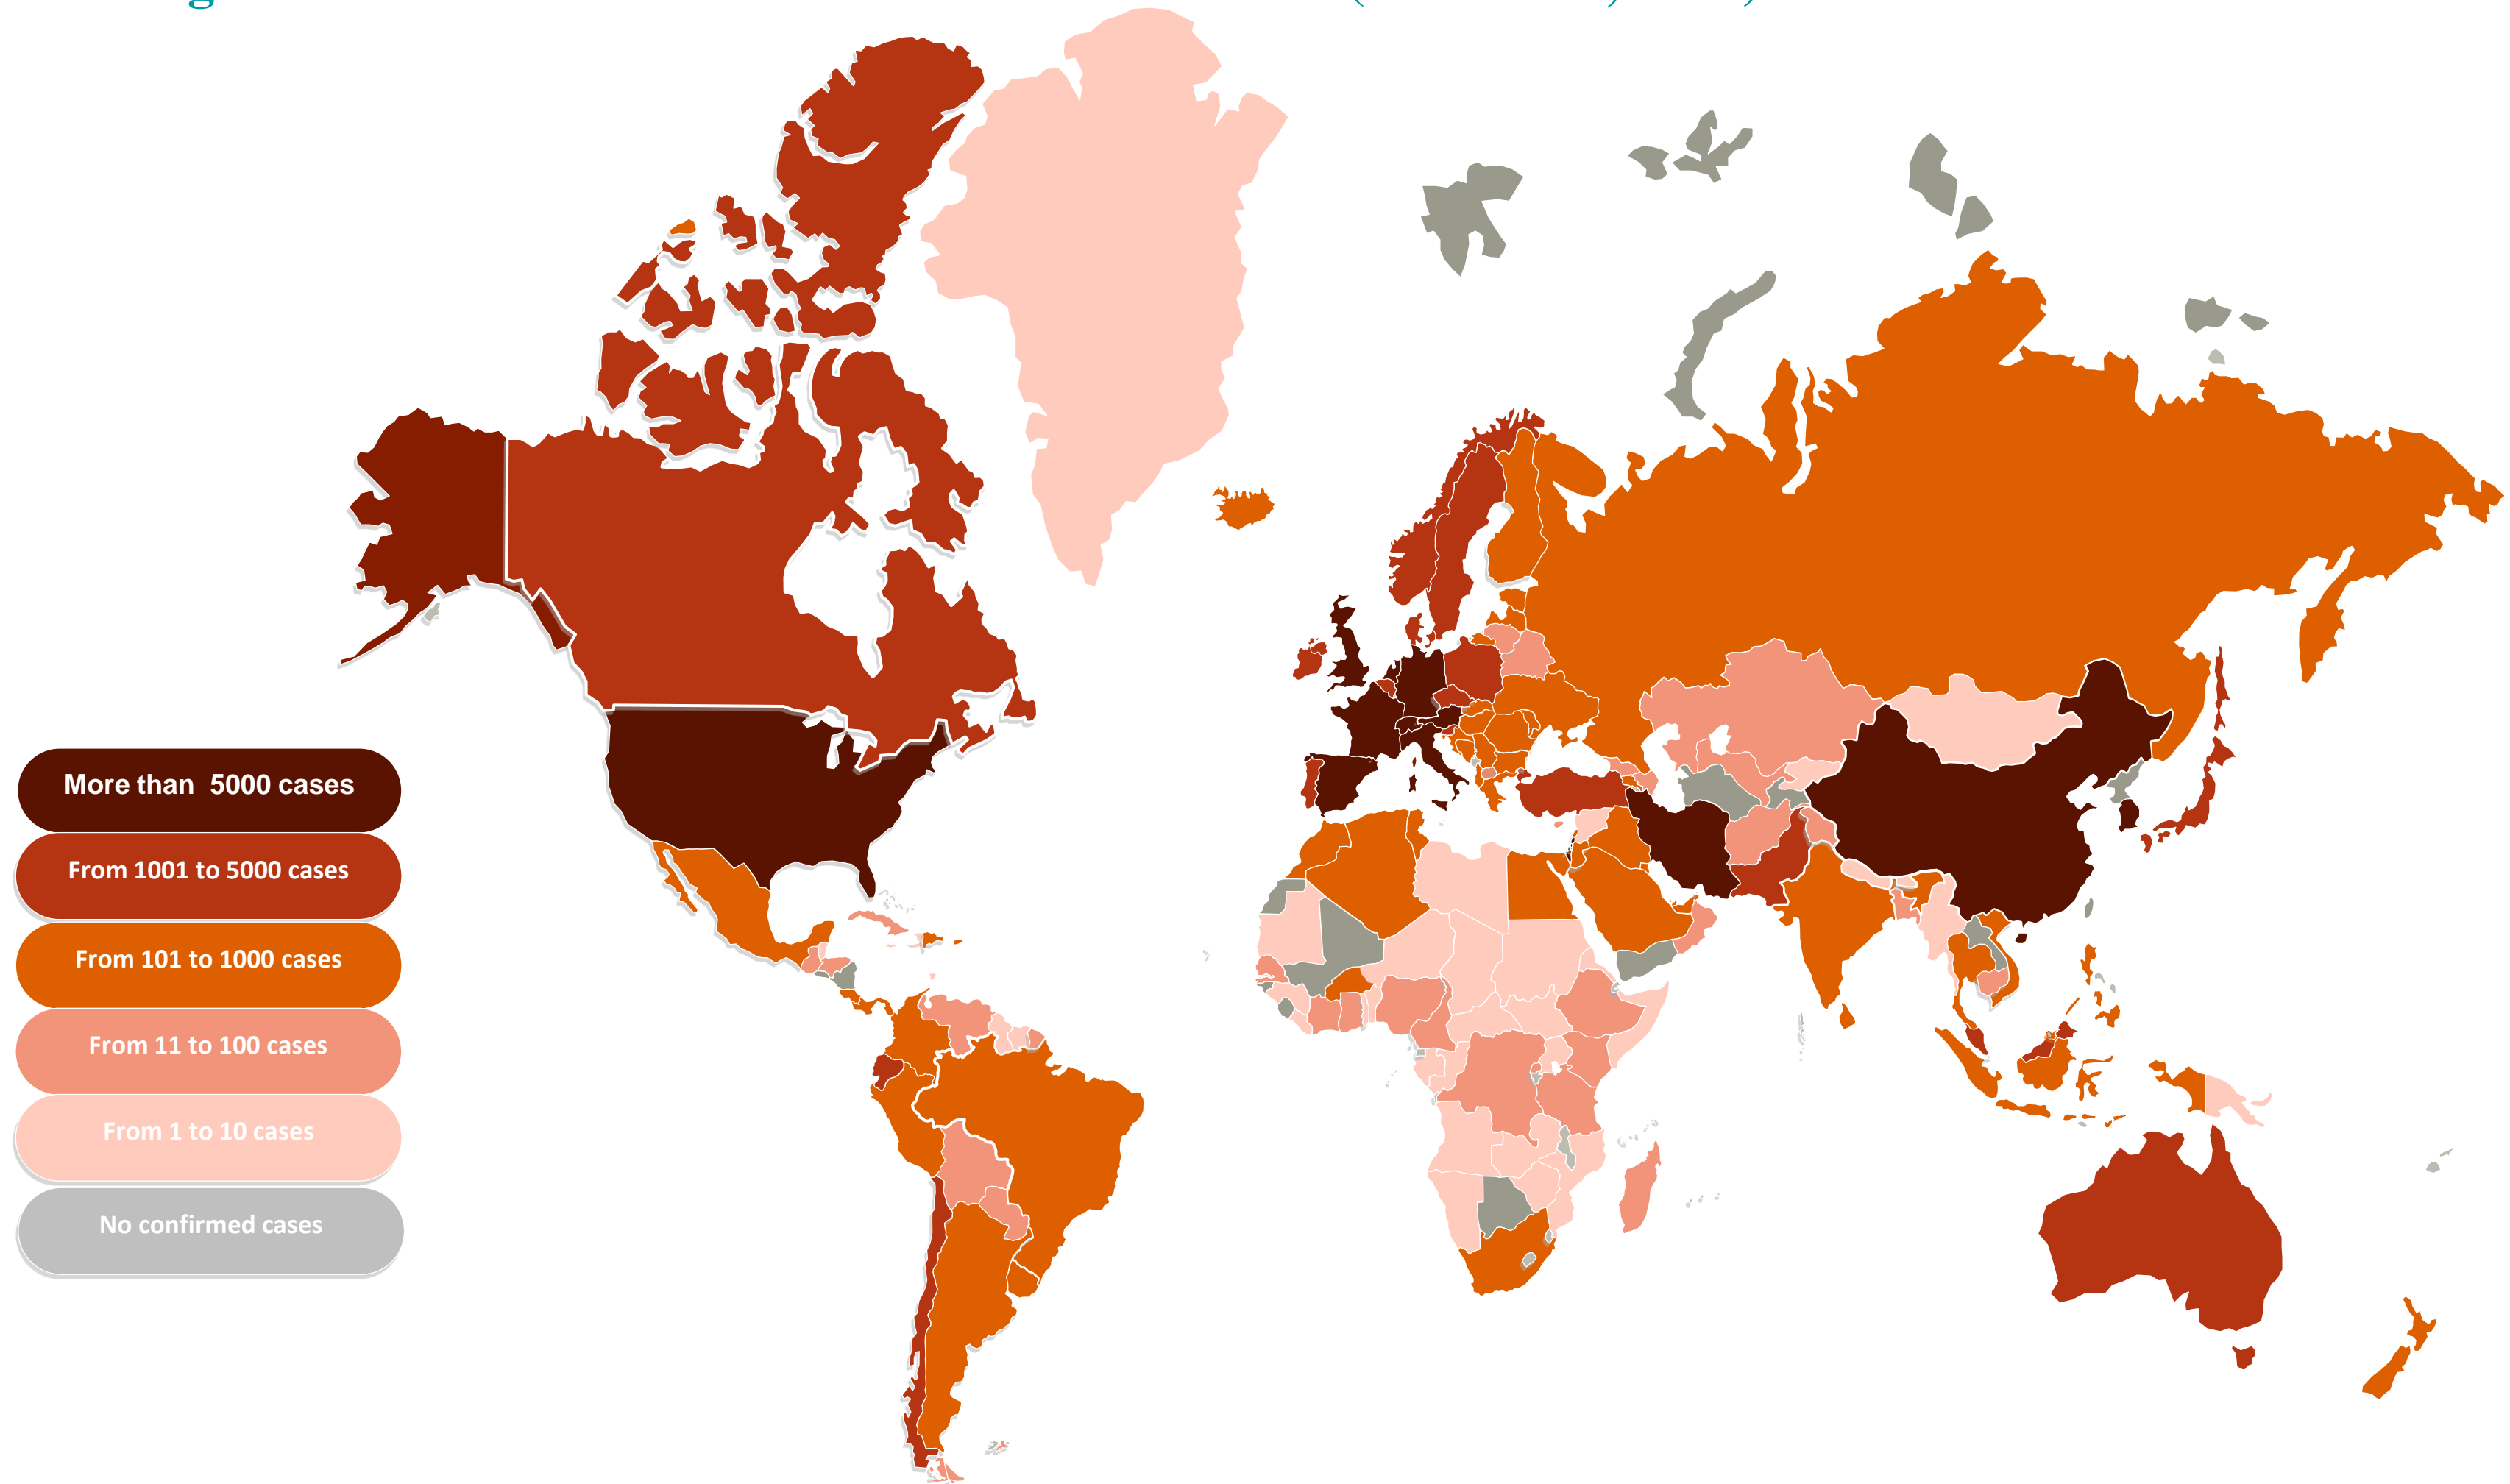 More than  5000 cases
From 1001 to 5000 cases
From 101 to 1000 cases
From 11 to 100 cases
From 1 to 10 cases
No confirmed cases